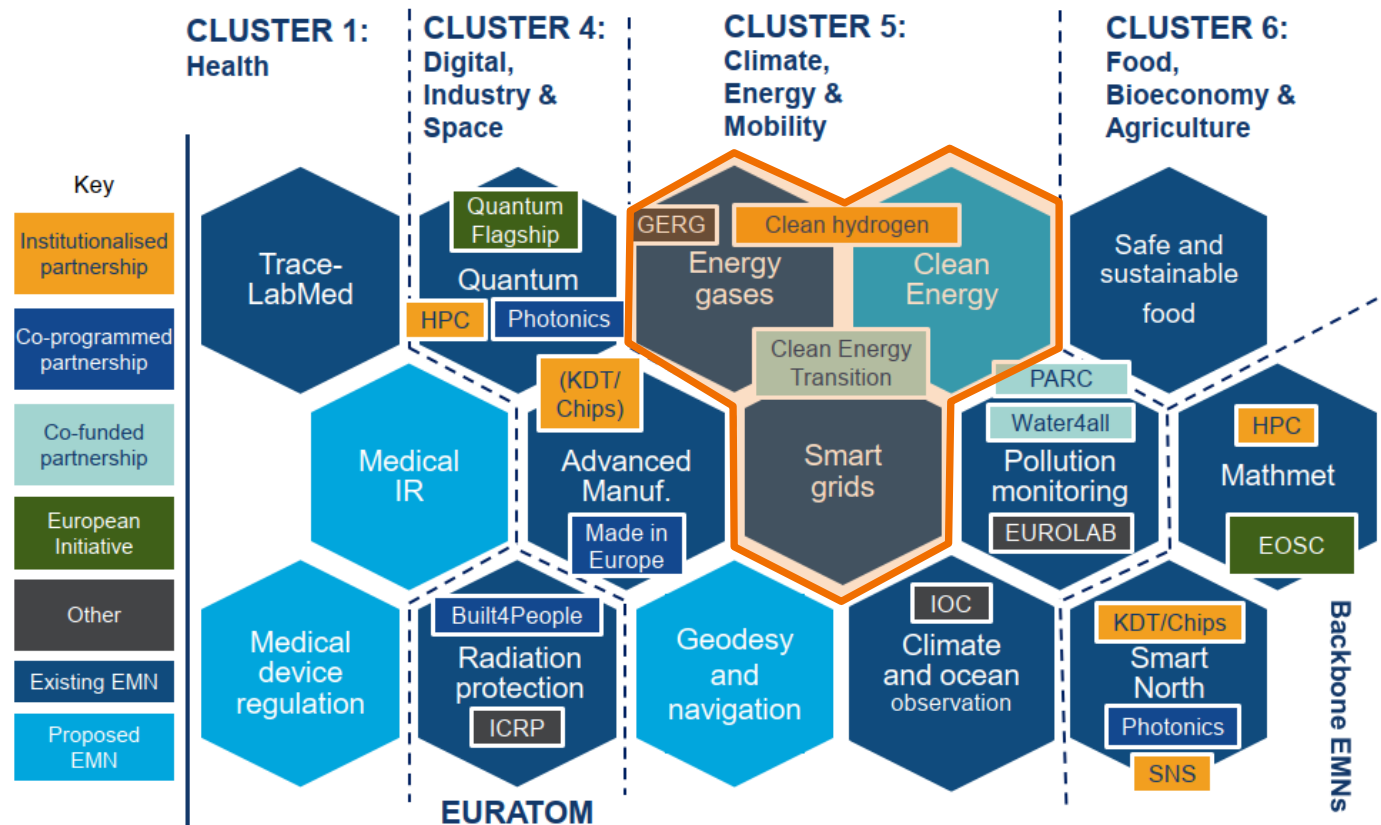 CLUSTER 1:
Health
CLUSTER 4:
Digital,
Industry &
Space
CLUSTER 5:
Climate,
Energy &
Mobility
CLUSTER 6:
Food,
Bioeconomy &
Agriculture
Key
Institutionalised
partnership
Co-programmed
partnership
Co-funded
partnership
European
Initiative
Other
Existing EMN
Proposed
EMN
Trace-
LabMed
Quantum
Flagship
Quantum
HPC
Photonics
GERG
Clean hydrogen
Energy
gases
Clean
Energy
Clean Energy
Transition
Safe and
sustainable
food
Medical
IR
(KDT/
Chips)
Advanced
Manuf.
Made in
Europe
Smart
grids
PARC
Water4all
Pollution
monitoring
EUROLAB
HPC
Mathmet
EOSC
Medical
device
regulation
Built4People
Radiation
protection
ICRP
EURATOM
Geodesy
and
navigation
IOC
Climate
and ocean
observation
KDT/Chips
Smart
North
Photonics
SNS
Backbone EMNs